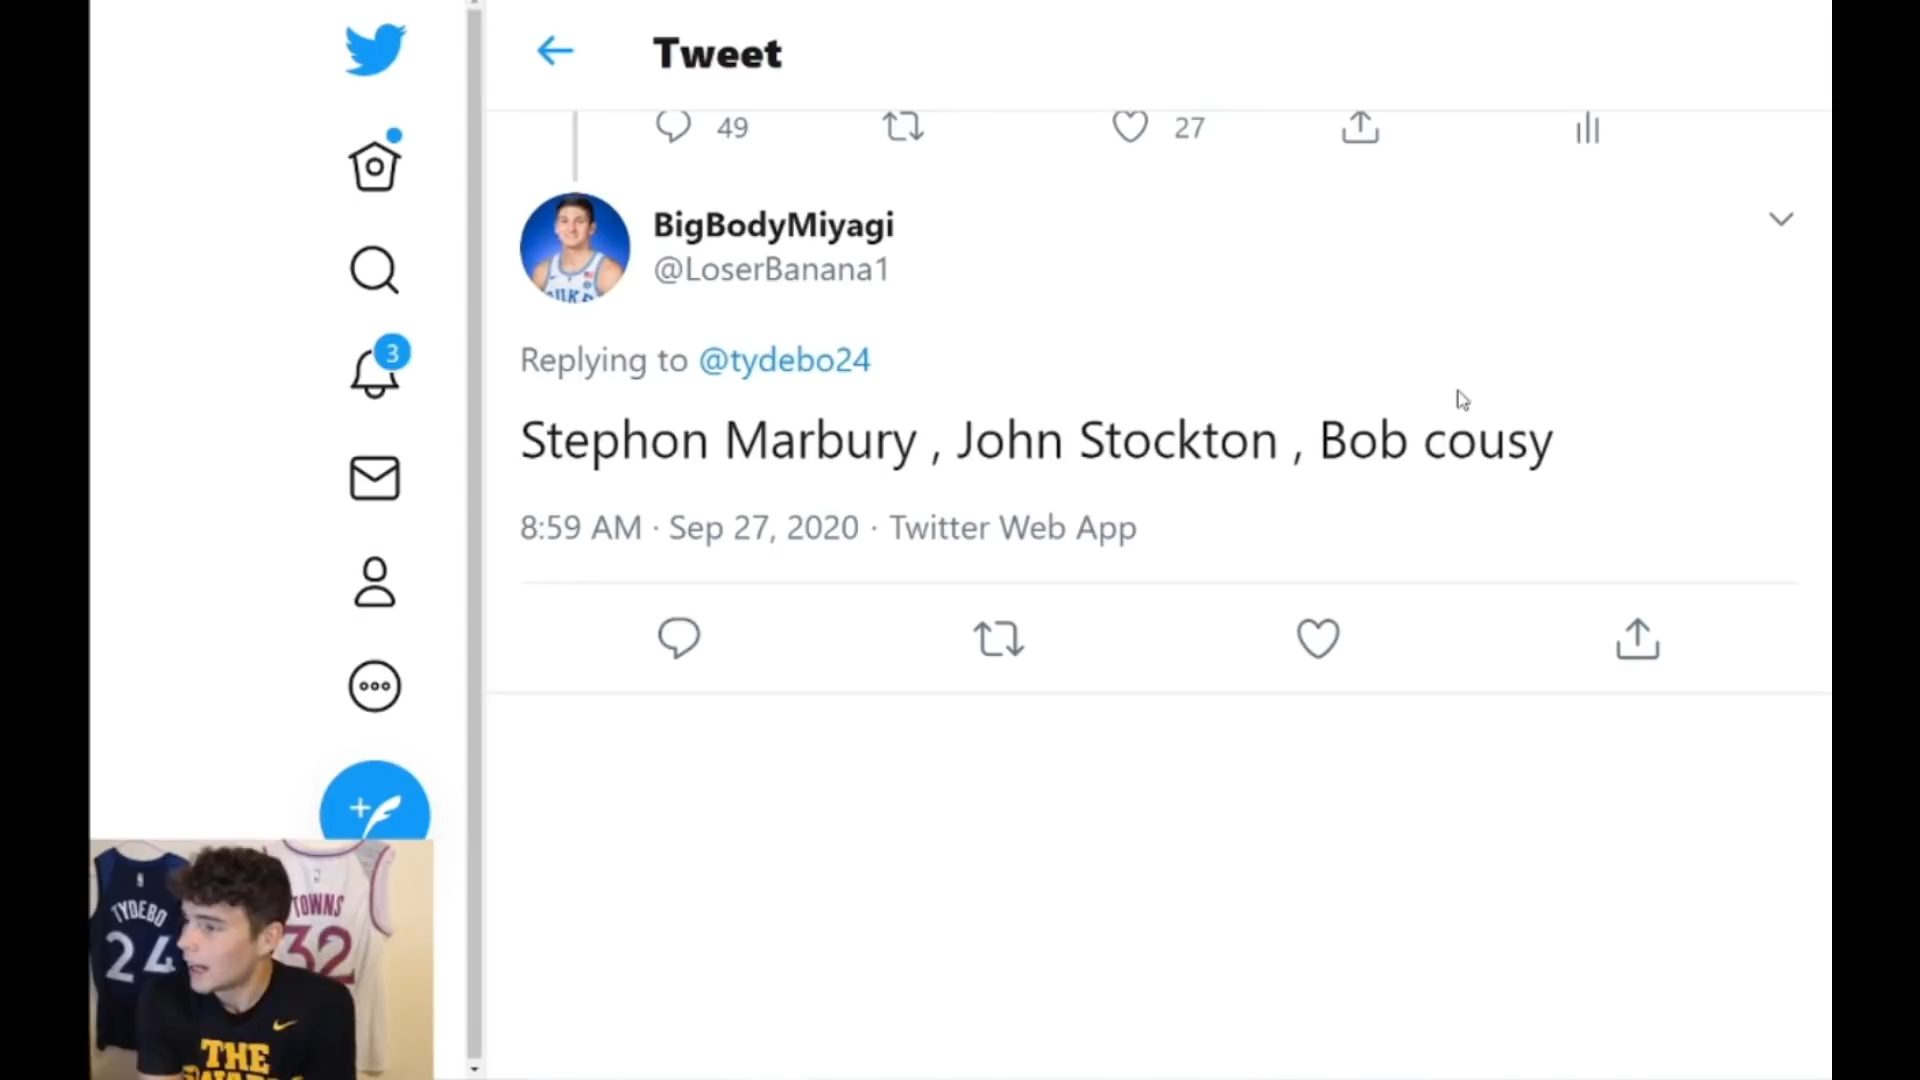 Tweet
49
27
BigBodyMiyagi
@LoserBanana1
Replying to @tydebo24
Stephon Marbury , John Stockton , Bob cousy
8:59 AM · Sep 27, 2020 · Twitter Web App
3
TYDEBO
24
TOWNS
32
THE